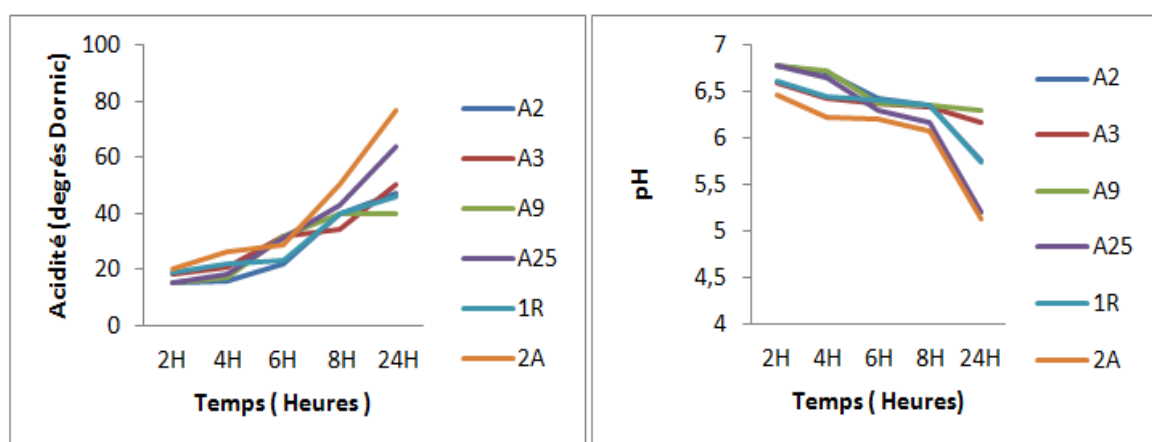 Acidité (degrés Dornic)
100
80
60
40
20
0
2H 4H 6H 8H 24H
Temps ( Heures )
A2
A3
A9
A25
1R
2A
pH
7
6,5
6
5,5
5
4,5
4
2H 4H 6H 8H 24H
Temps ( Heures)
A2
A3
A9
A25
1R
2A